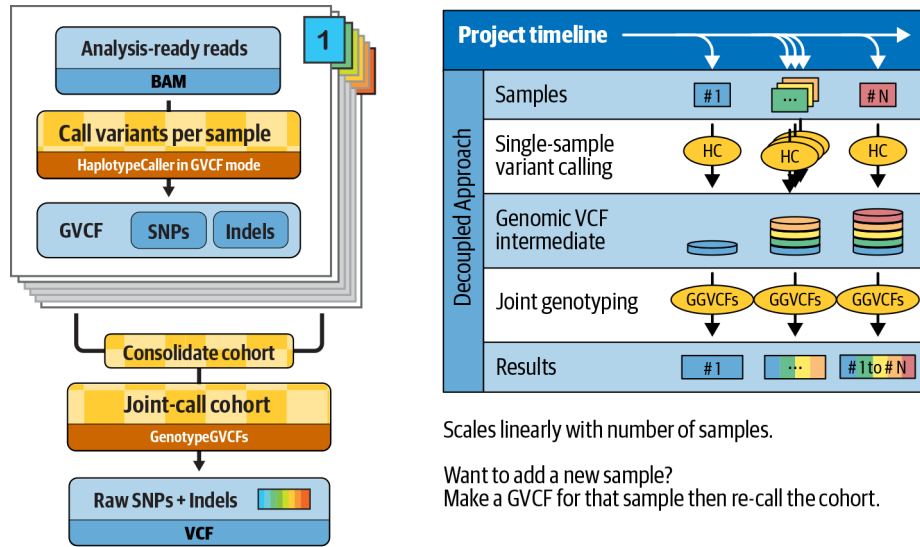 1
Analysis-ready reads
BAM
Call variants per sample
HaplotypeCaller in GVCF mode
GVCF
SNPs
Indels
Consolidate cohort
Joint-call cohort
GenotypeGVCFs
Raw SNPs + Indels
VCF
Project timeline
Decoupled Approach
Samples
#1
...
#N
Single-sample
variant calling
HC
HC
HC
Genomic VCF
intermediate
Joint genotyping
GGVCFs
GGVCFs
GGVCFs
Results
#1
...
#1 to #N
Scales linearly with number of samples.
Want to add a new sample?
Make a GVCF for that sample then re-call the cohort.